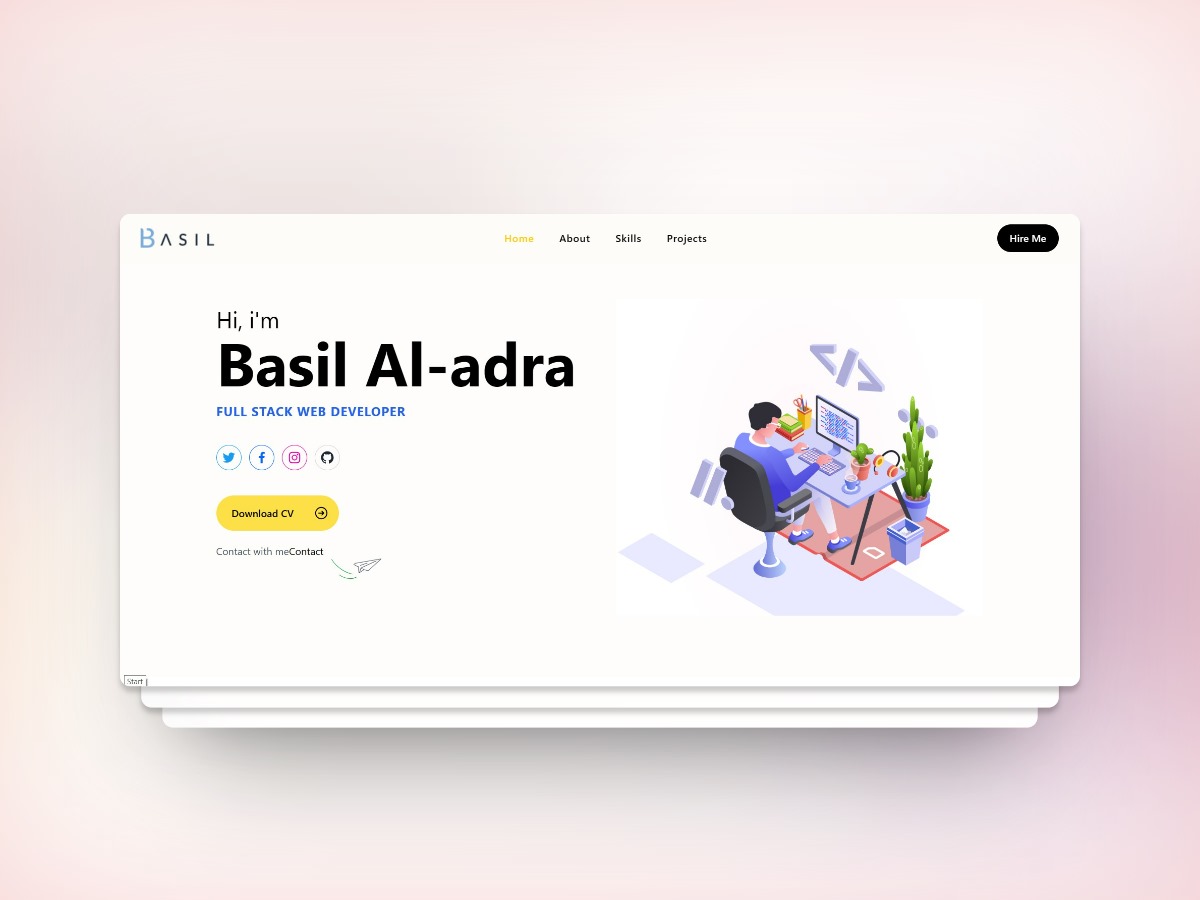 BASIL
Home About Skills Projects
Hire Me
Hi, i'm
Basil Al-adra
FULL STACK WEB DEVELOPER
Download CV
Contact with meContact
Start